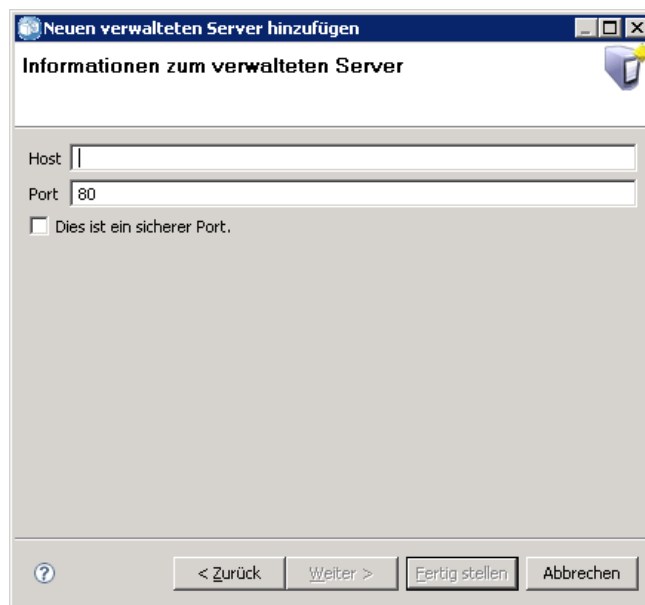 Neuen verwalteten Server hinzufügen
Informationen zum verwalteten Server
Host
Port 80
Dies ist ein sicherer Port.
? < Zurück Weiter > Fertig stellen Abbrechen